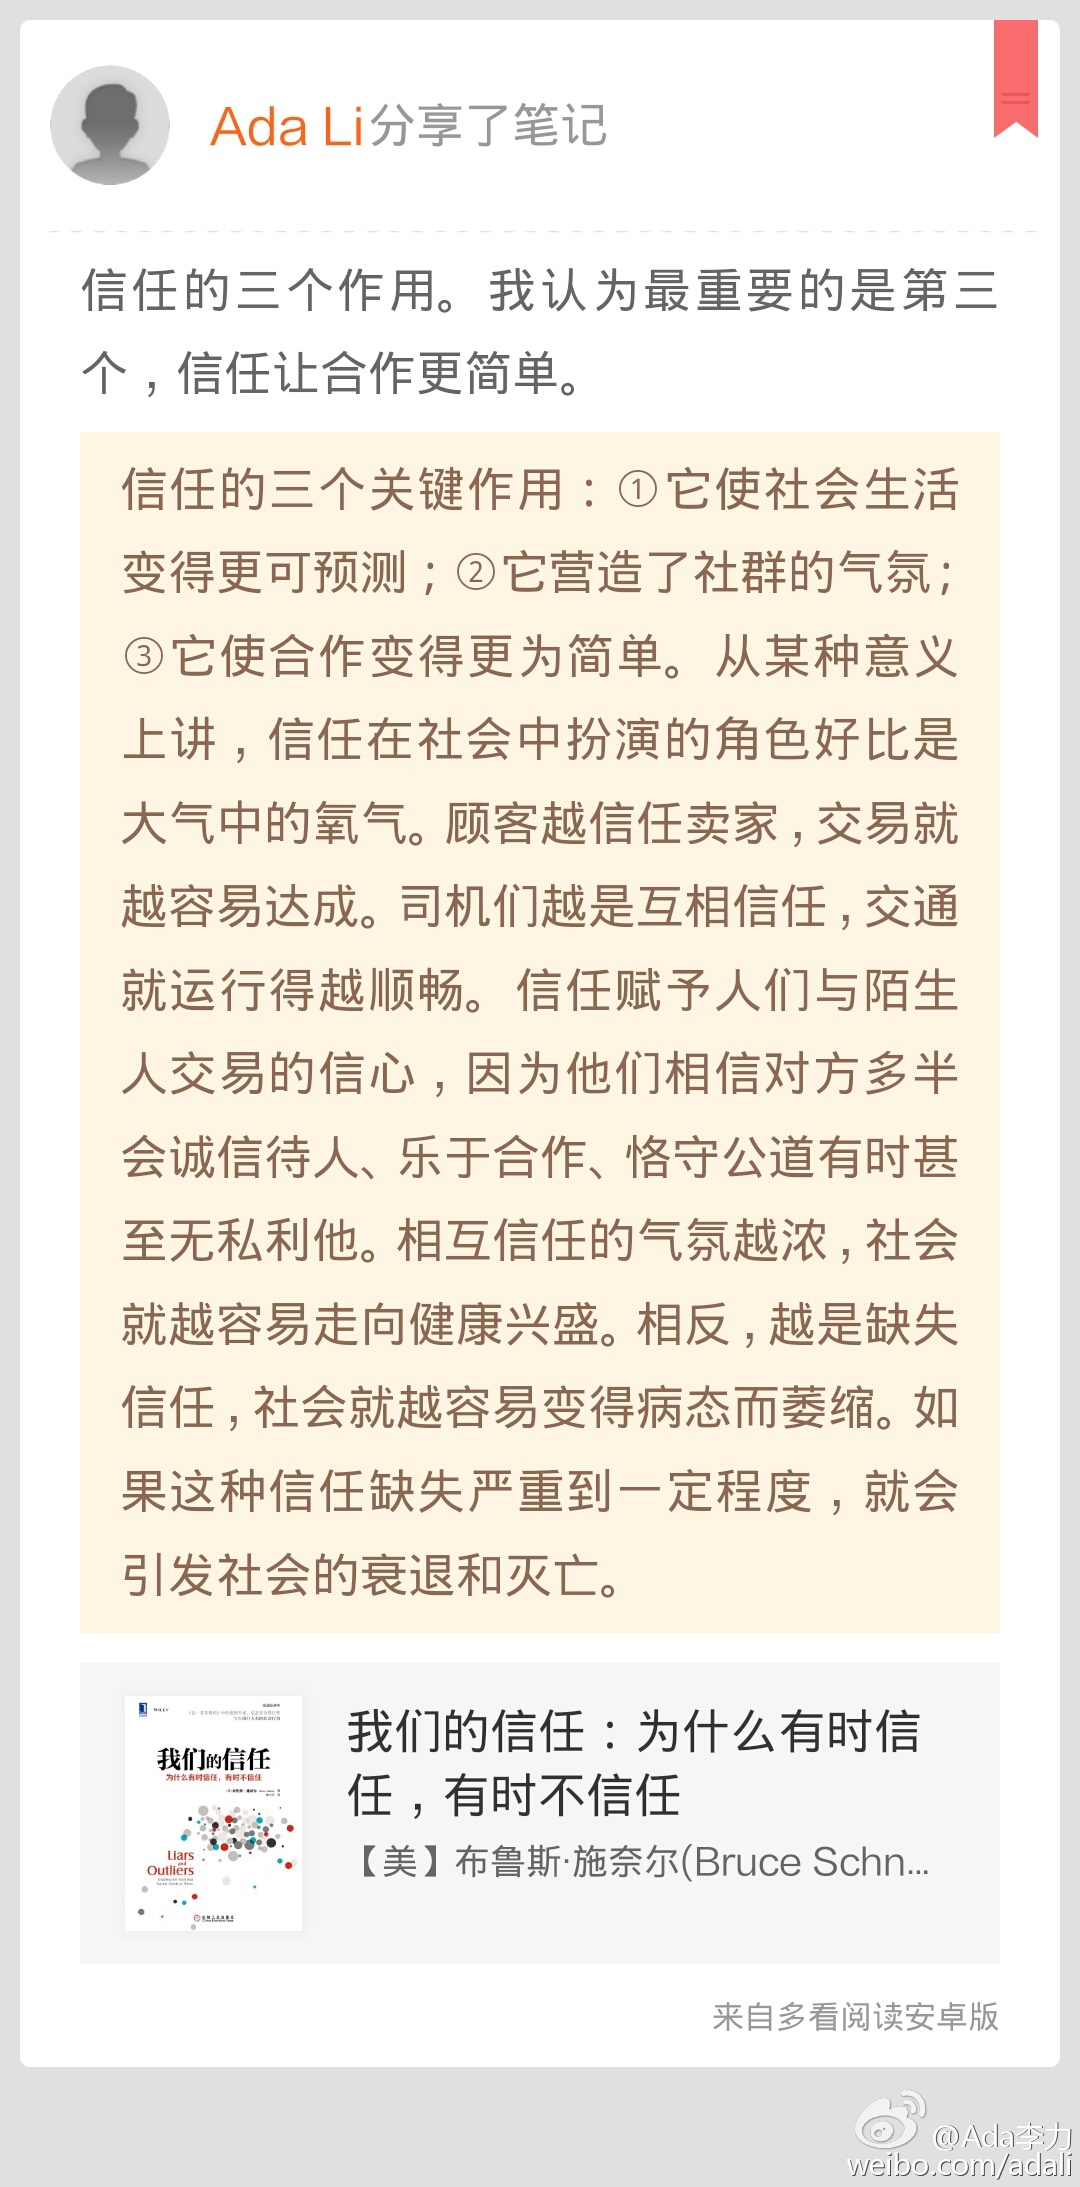 Ada Li分享了笔记
信任的三个作用。我认为最重要的是第三
个，信任让合作更简单。
信任的三个关键作用：①它使社会生活
变得更可预测；②它营造了社群的气氛；
③它使合作变得更为简单。从某种意义
上讲，信任在社会中扮演的角色好比是
大气中的氧气。顾客越信任卖家，交易就
越容易达成。司机们越是互相信任，交通
就运行得越顺畅。信任赋予人们与陌生
人交易的信心，因为他们相信对方多半
会诚信待人、乐于合作、恪守公道有时甚
至无私利他。相互信任的气氛越浓，社会
就越容易走向健康兴盛。相反，越是缺失
信任，社会就越容易变得病态而萎缩。如
果这种信任缺失严重到一定程度，就会
引发社会的衰退和灭亡。
WILEY
我们的信任
为什么有时信任，有时不信任
Liars
and
Outliers
我们的信任：为什么有时信
任，有时不信任
【美】布鲁斯·施奈尔(Bruce Schn...
来自多看阅读安卓版
@Ada李力
weibo.com/adali